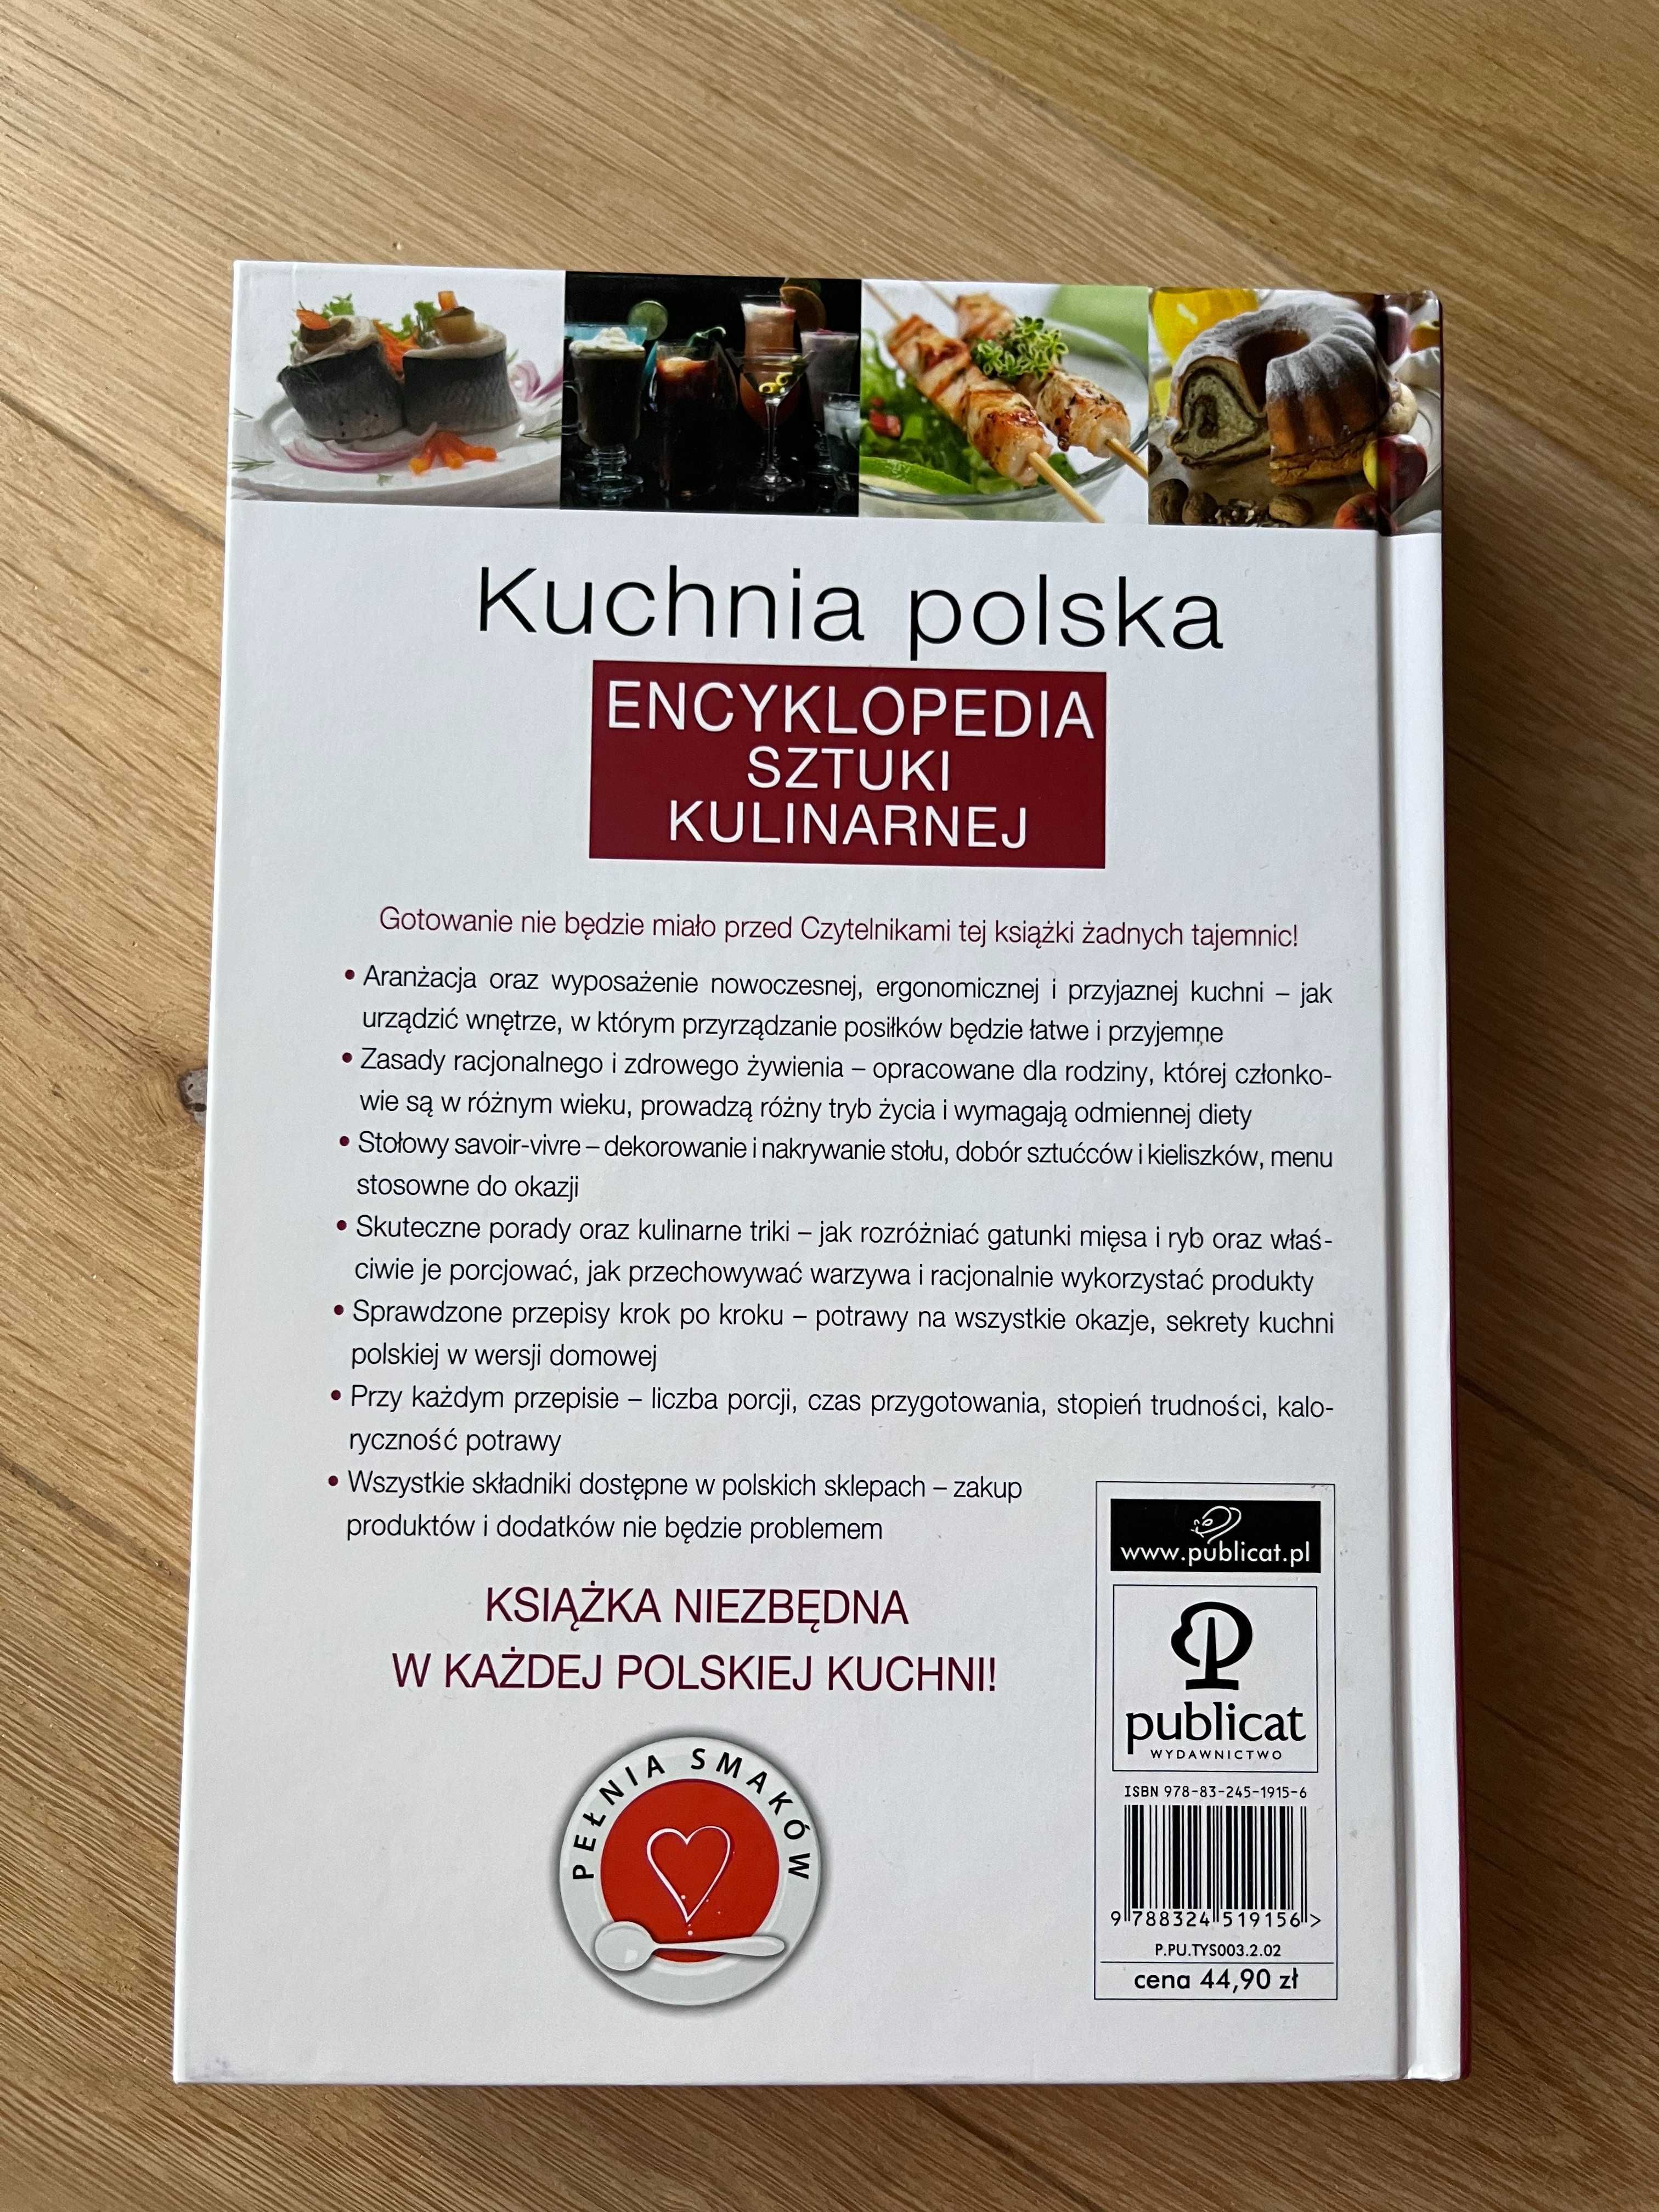 Kuchnia polska
ENCYKLOPEDIA
SZTUKI
KULINARNEJ
Gotowanie nie będzie miało przed Czytelnikami tej książki żadnych tajemnic!
• Aranżacja oraz wyposażenie nowoczesnej, ergonomicznej i przyjaznej kuchni – jak
urządzić wnętrze, w którym przyrządzanie posiłków będzie łatwe i przyjemne
• Zasady racjonalnego i zdrowego żywienia – opracowane dla rodziny, której członko-
wie są w różnym wieku, prowadzą różny tryb życia i wymagają odmiennej diety
• Stołowy savoir-vivre – dekorowanie i nakrywanie stołu, dobór sztućców i kieliszków, menu
stosowne do okazji
• Skuteczne porady oraz kulinarne triki – jak rozróżniać gatunki mięsa i ryb oraz właś-
ciwie je porcjować, jak przechowywać warzywa i racjonalnie wykorzystać produkty
• Sprawdzone przepisy krok po kroku – potrawy na wszystkie okazje, sekrety kuchni
polskiej w wersji domowej
• Przy każdym przepisie – liczba porcji, czas przygotowania, stopień trudności, kalo-
ryczność potrawy
• Wszystkie składniki dostępne w polskich sklepach – zakup
produktów i dodatków nie będzie problemem
KSIĄŻKA NIEZBĘDNA
W KAŻDEJ POLSKIEJ KUCHNI!
PEŁNIA SMAKÓW
www.publicat.pl
publicat
WYDAWNICTWO
ISBN 978-83-245-1915-6
9 788324 519156 >
P.PU.TYS003.2.02
cena 44,90 zł